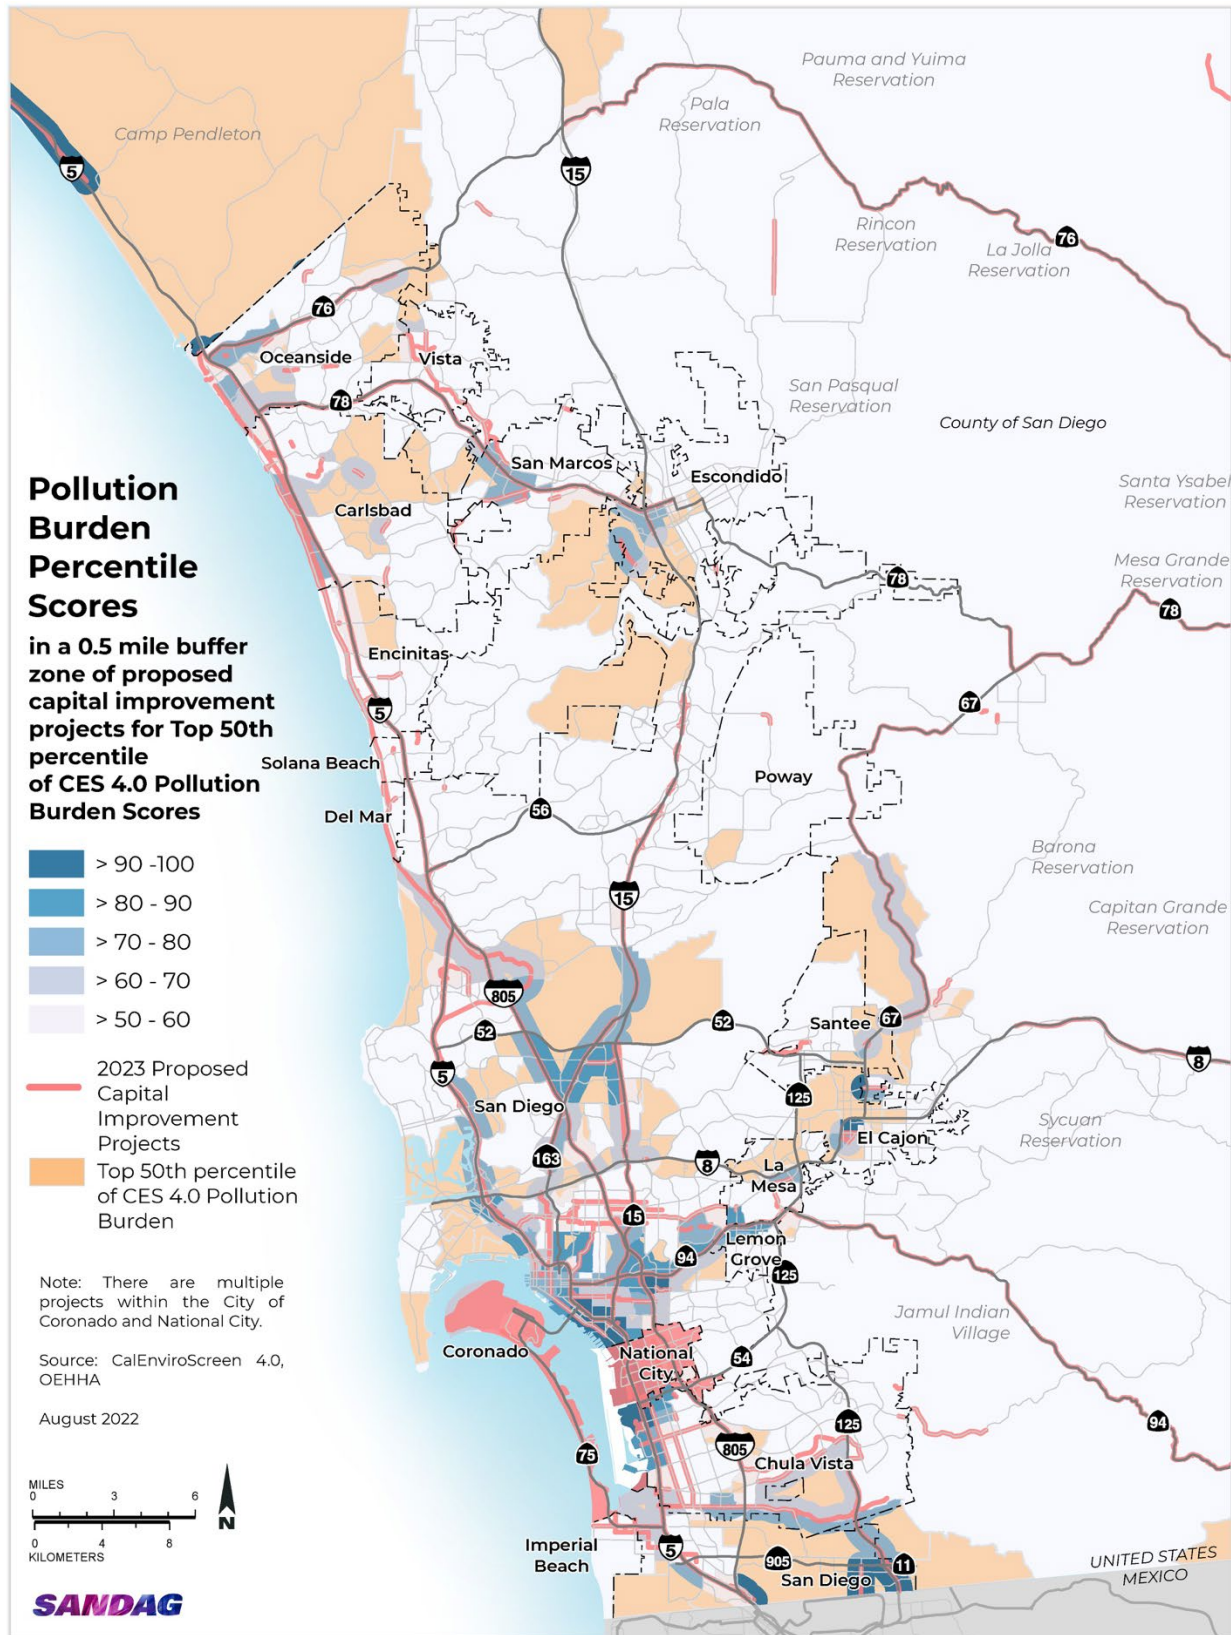 Pauma and Yuima
Reservation
Pala
Reservation
Camp Pendleton
5
15
Rincon
Reservation
La Jolla
Reservation
76
76
Oceanside
Vista
78
San Pasqual
Reservation
County of San Diego
San Marcos
Escondido
Santa Ysabel
Reservation
Carlsbad
Mesa Grande
Reservation
78
78
Encinitas
67
5
Solana Beach
Poway
Del Mar
56
Barona
Reservation
15
Capitan Grande
Reservation
805
52
52
Santee
67
8
5
San Diego
125
Sycuan
Reservation
El Cajon
163
8
La
Mesa
15
Lemon
Grove
94
125
Jamul Indian
Village
Coronado
National
City
54
125
94
75
805
Chula Vista
Imperial
Beach
5
905
11
San Diego
UNITED STATES
MEXICO
Pollution
Burden
Percentile
Scores
in a 0.5 mile buffer
zone of proposed
capital improvement
projects for Top 50th
percentile
of CES 4.0 Pollution
Burden Scores
> 90 -100
> 80 - 90
> 70 - 80
> 60 - 70
> 50 - 60
2023 Proposed
Capital
Improvement
Projects
Top 50th percentile
of CES 4.0 Pollution
Burden
Note: There are multiple
projects within the City of
Coronado and National City.
Source: CalEnviroScreen 4.0,
OEHHA
August 2022
MILES
0 3 6
0 4 8
KILOMETERS
N
SANDAG